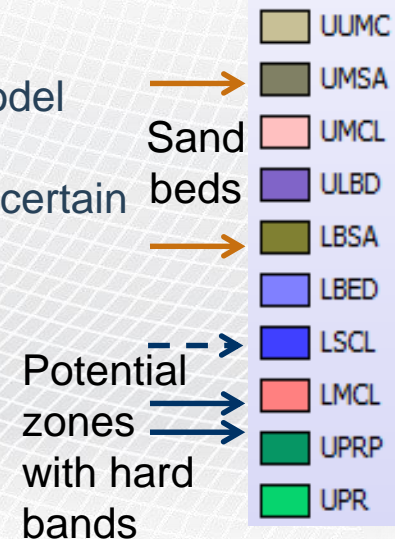 odel
certain
Sand
beds
Potential
zones
with hard
bands
UUMC
UMSA
UMCL
ULBD
LBSA
LBED
LSCL
LMCL
UPRP
UPR